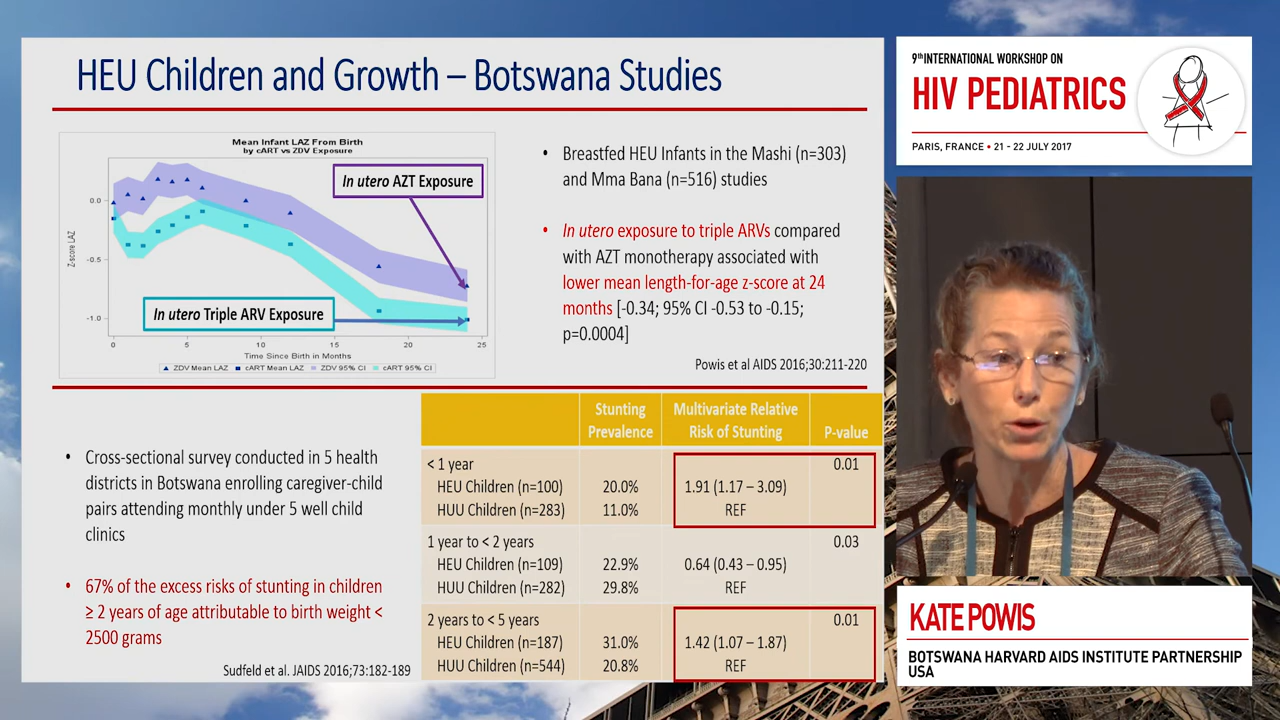 HEU Children and Growth – Botswana Studies
Mean Infant LAZ From Birth
by cART vs ZDV Exposure
In utero AZT Exposure
In utero Triple ARV Exposure
Z-score LAZ
0.0
-0.5
-1.0
0 5 10 15 20 25
Time Since Birth in Months
ZDV Mean LAZ cART Mean LAZ ZDV 95% CI cART 95% CI
• Breastfed HEU Infants in the Mashi (n=303)
and Mma Bana (n=516) studies
• In utero exposure to triple ARVs compared
with AZT monotherapy associated with
lower mean length-for-age z-score at 24
months [-0.34; 95% CI -0.53 to -0.15;
p=0.0004]
Powis et al AIDS 2016;30:211-220
• Cross-sectional survey conducted in 5 health
districts in Botswana enrolling caregiver-child
pairs attending monthly under 5 well child
clinics
• 67% of the excess risks of stunting in children
≥ 2 years of age attributable to birth weight <
2500 grams
Sudfeld et al. JAIDS 2016;73:182-189
Stunting Prevalence Multivariate Relative Risk of Stunting P-value
< 1 year 0.01
HEU Children (n=100) 20.0% 1.91 (1.17 – 3.09)
HUU Children (n=283) 11.0% REF
1 year to < 2 years 0.03
HEU Children (n=109) 22.9% 0.64 (0.43 – 0.95)
HUU Children (n=282) 29.8% REF
2 years to < 5 years 0.01
HEU Children (n=187) 31.0% 1.42 (1.07 – 1.87)
HUU Children (n=544) 20.8% REF
9th INTERNATIONAL WORKSHOP ON
HIV PEDIATRICS
PARIS, FRANCE • 21 - 22 JULY 2017
KATE POWIS
BOTSWANA HARVARD AIDS INSTITUTE PARTNERSHIP
USA